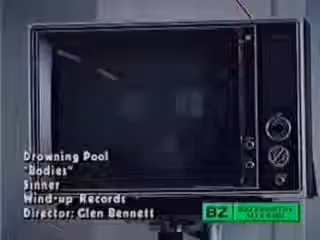 Drowning Pool
"Bodies"
Sinner
Wind-up Records
Director: Glen Bennett
BZ